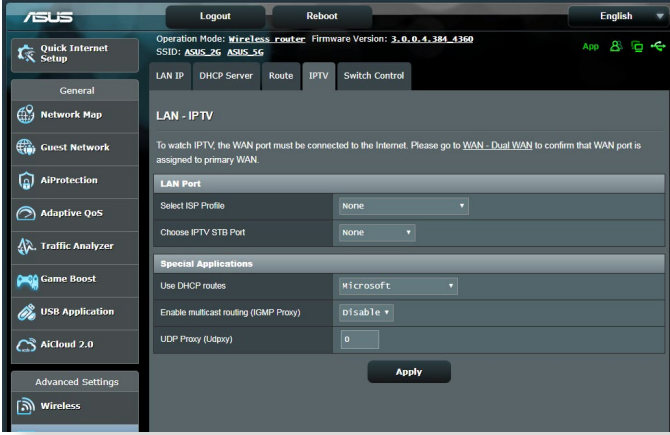 ASUS
Logout
Reboot
English
Quick Internet
Setup
Operation Mode: Wireless router Firmware Version: 3.0.0.4.384_4360
SSID: ASUS_2G ASUS_5G
App
General
Network Map
Guest Network
AiProtection
Adaptive QoS
Traffic Analyzer
Game Boost
USB Application
AiCloud 2.0
Advanced Settings
Wireless
LAN IP
DHCP Server
Route
IPTV
Switch Control
LAN - IPTV
To watch IPTV, the WAN port must be connected to the Internet. Please go to WAN - Dual WAN to confirm that WAN port is
assigned to primary WAN.
LAN Port
Select ISP Profile None
Choose IPTV STB Port None
Special Applications
Use DHCP routes Microsoft
Enable multicast routing (IGMP Proxy) Disable
UDP Proxy (Udpxy) 0
Apply